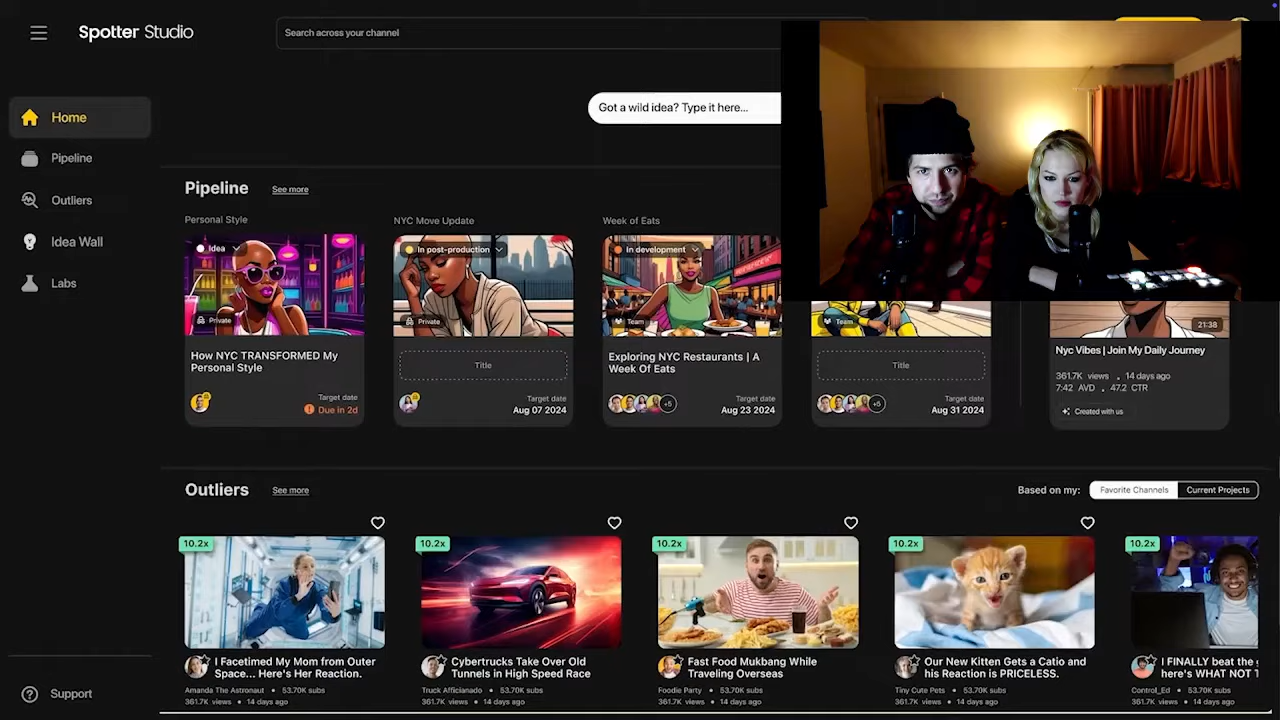 Spotter Studio
Search across your channel
Home
Pipeline
Outliers
Idea Wall
Labs
Support
Got a wild idea? Type it here...
Pipeline
See more
Personal Style
NYC Move Update
Week of Eats
Idea
In post-production
In development
Private
Private
Team
Team
21:38
How NYC TRANSFORMED My
Personal Style
Title
Exploring NYC Restaurants | A
Week Of Eats
Title
Nyc Vibes | Join My Daily Journey
361.7K views • 14 days ago
7:42 AVD • 47.2 CTR
Created with us
Target date
Due in 2d
Target date
Aug 07 2024
+5
Target date
Aug 23 2024
+5
Target date
Aug 31 2024
Outliers
See more
Based on my:
Favorite Channels
Current Projects
10.2x
10.2x
10.2x
10.2x
10.2x
I Facetimed My Mom from Outer
Space... Here's Her Reaction.
Amanda The Astronaut • 53.70K subs
361.7K views • 14 days ago
Cybertrucks Take Over Old
Tunnels in High Speed Race
Truck Afficianado • 53.70K subs
361.7K views • 14 days ago
Fast Food Mukbang While
Traveling Overseas
Foodie Party • 53.70K subs
361.7K views • 14 days ago
Our New Kitten Gets a Catio and
his Reaction is PRICELESS.
Tiny Cute Pets • 53.70K subs
361.7K views • 14 days ago
I FINALLY beat the
here's WHAT NOT
Control_Ed • 53.70K subs
361.7K views • 14 days ago